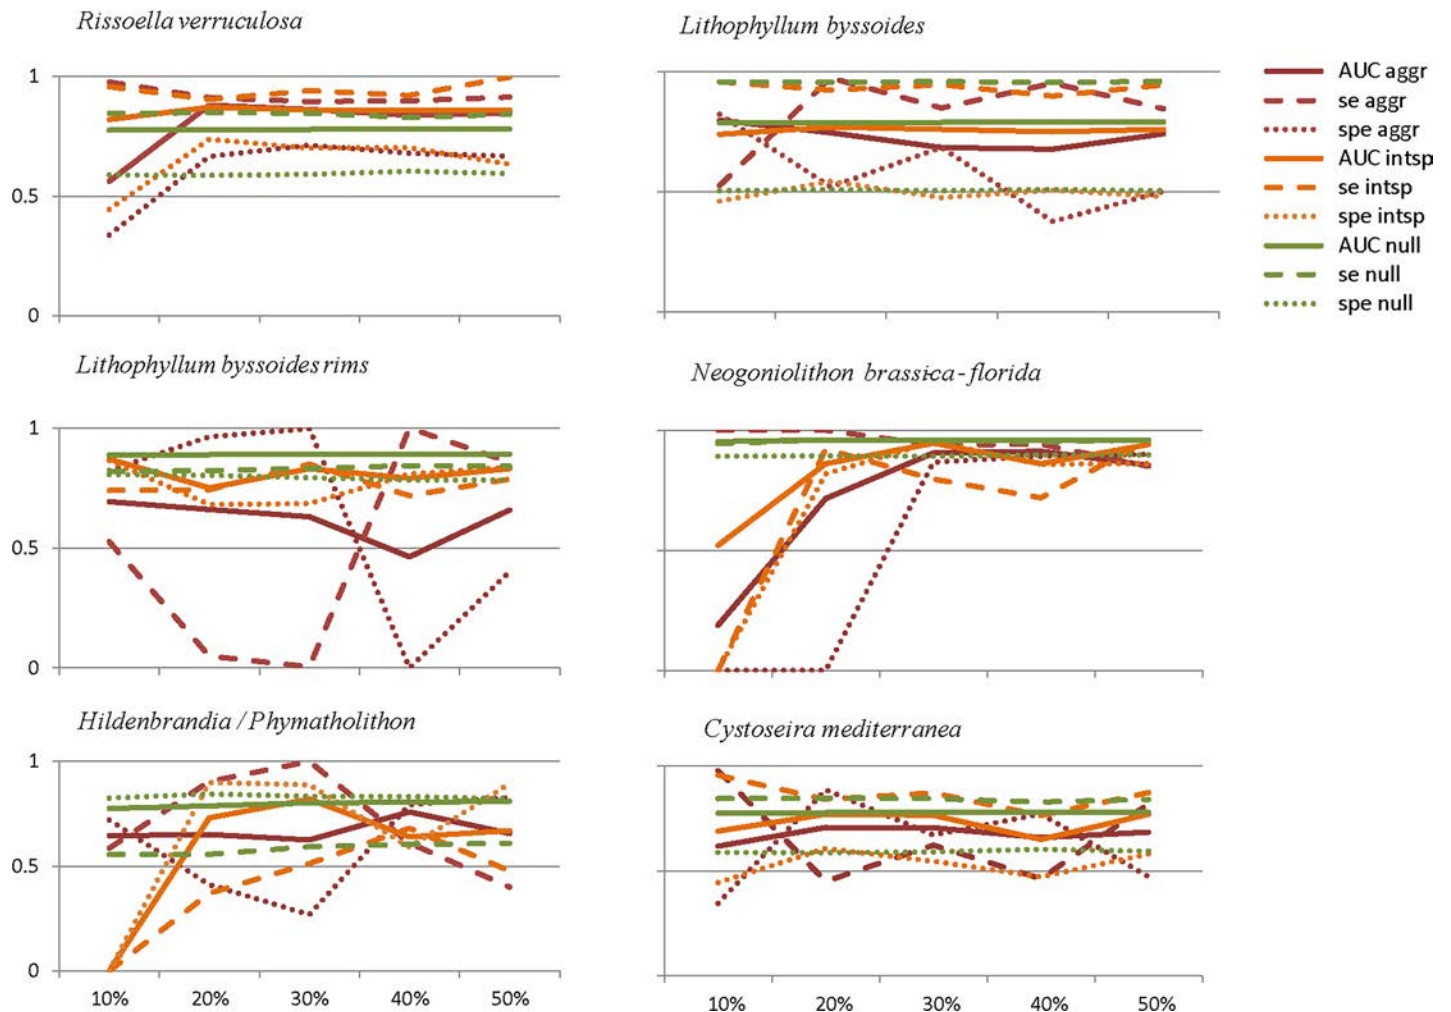 Rissoella verruculosa
1
0.5
0
Lithophyllum byssoides
AUC aggr
se aggr
spe aggr
AUC intsp
se intsp
spe intsp
AUC null
se null
spe null
Lithophyllum byssoides rims
1
0.5
0
Neogoniolithon brassica-florida
Hildenbrandia / Phymatholithon
1
0.5
0
10% 20% 30% 40% 50%
Cystoseira mediterranea
10% 20% 30% 40% 50%